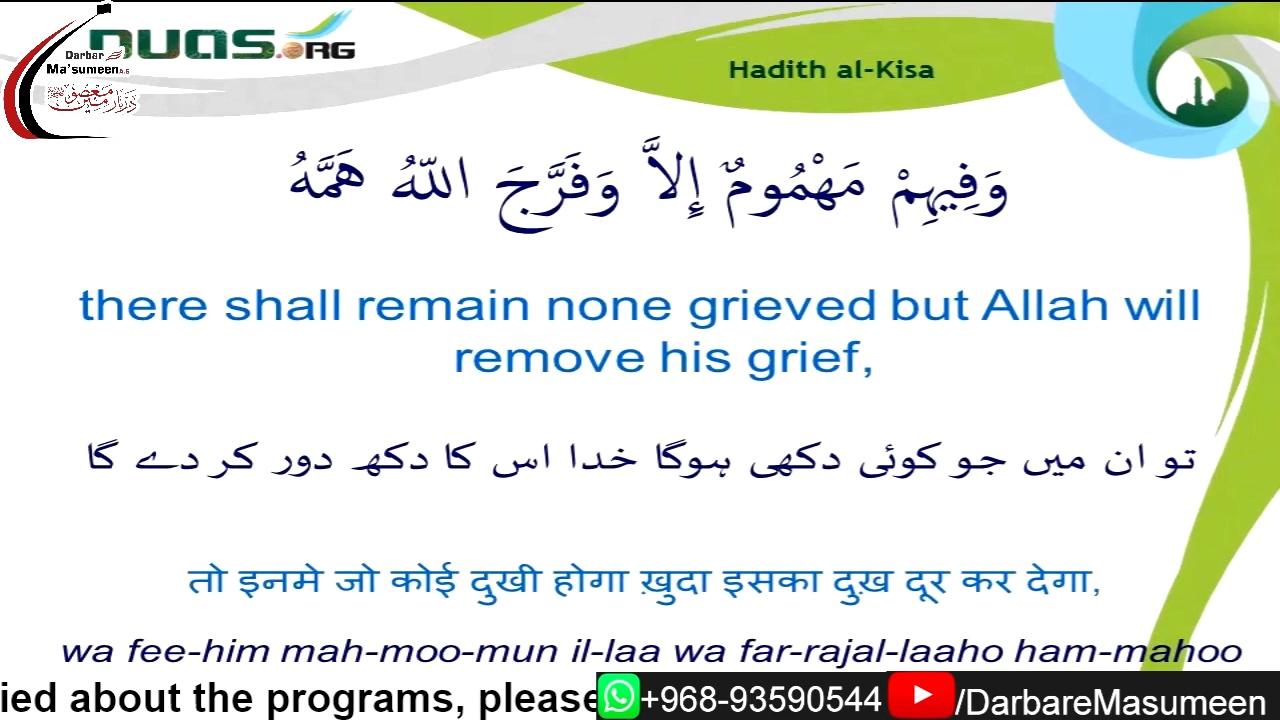 DUAS.ORG
Darbar
Ma'sumeen A.S
Hadith al-Kisa
وَفِيهِمْ مَهْمُومٌ إِلاَّ وَفَرَّجَ اللّهُ هَمَّهُ
there shall remain none grieved but Allah will
remove his grief,
تو ان میں جو کوئی دکھی ہوگا خدا اس کا دکھ دور کر دے گا
तो इनमे जो कोई दुखी होगा ख़ुदा इसका दुख़ दूर कर देगा,
wa fee-him mah-moo-mun il-laa wa far-rajal-laaho ham-mahoo
ied about the programs, please +968-93590544 /DarbareMasumeen